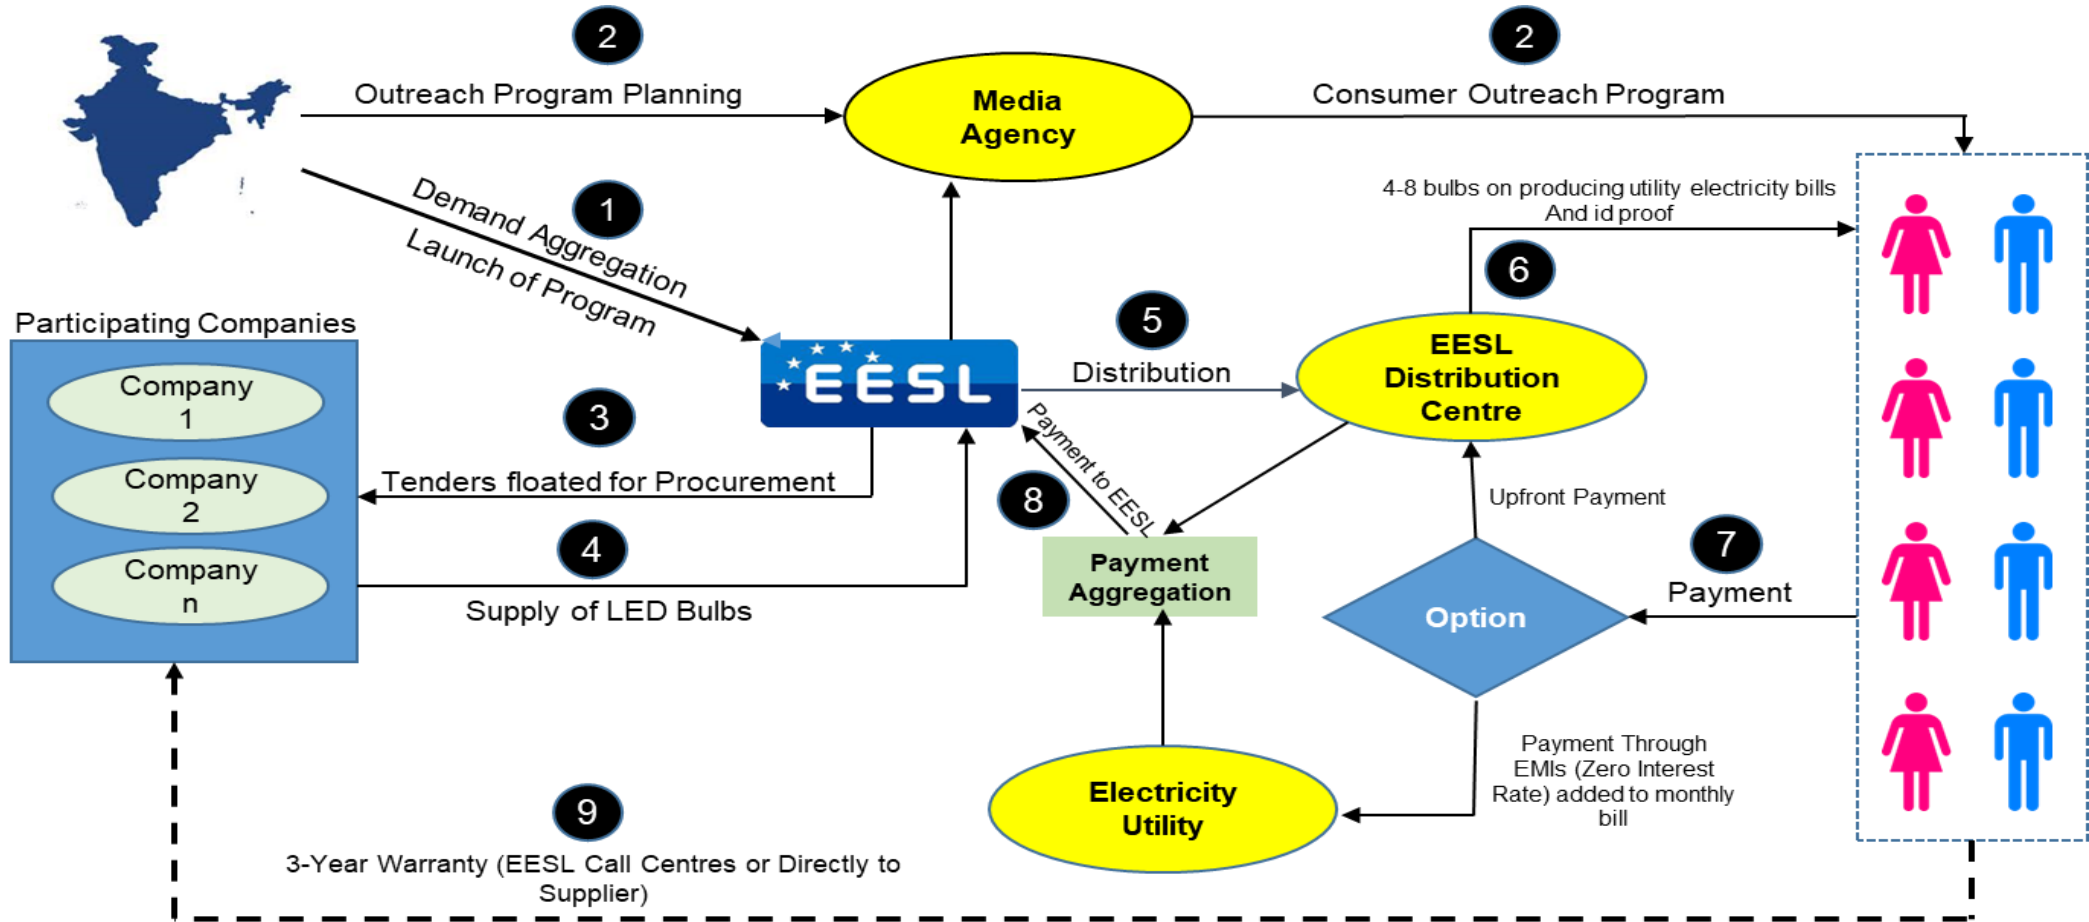 2
2
Outreach Program Planning
Media
Agency
Consumer Outreach Program
1
Demand Aggregation
Launch of Program
4-8 bulbs on producing utility electricity bills
And id proof
6
Participating Companies
Company
1
Company
2
Company
n
EESL
5
Distribution
EESL
Distribution
Centre
3
Tenders floated for Procurement
4
Supply of LED Bulbs
Payment to EESL
8
Payment
Aggregation
Upfront Payment
7
Payment
Option
Electricity
Utility
Payment Through
EMIs (Zero Interest
Rate) added to monthly
bill
9
3-Year Warranty (EESL Call Centres or Directly to
Supplier)